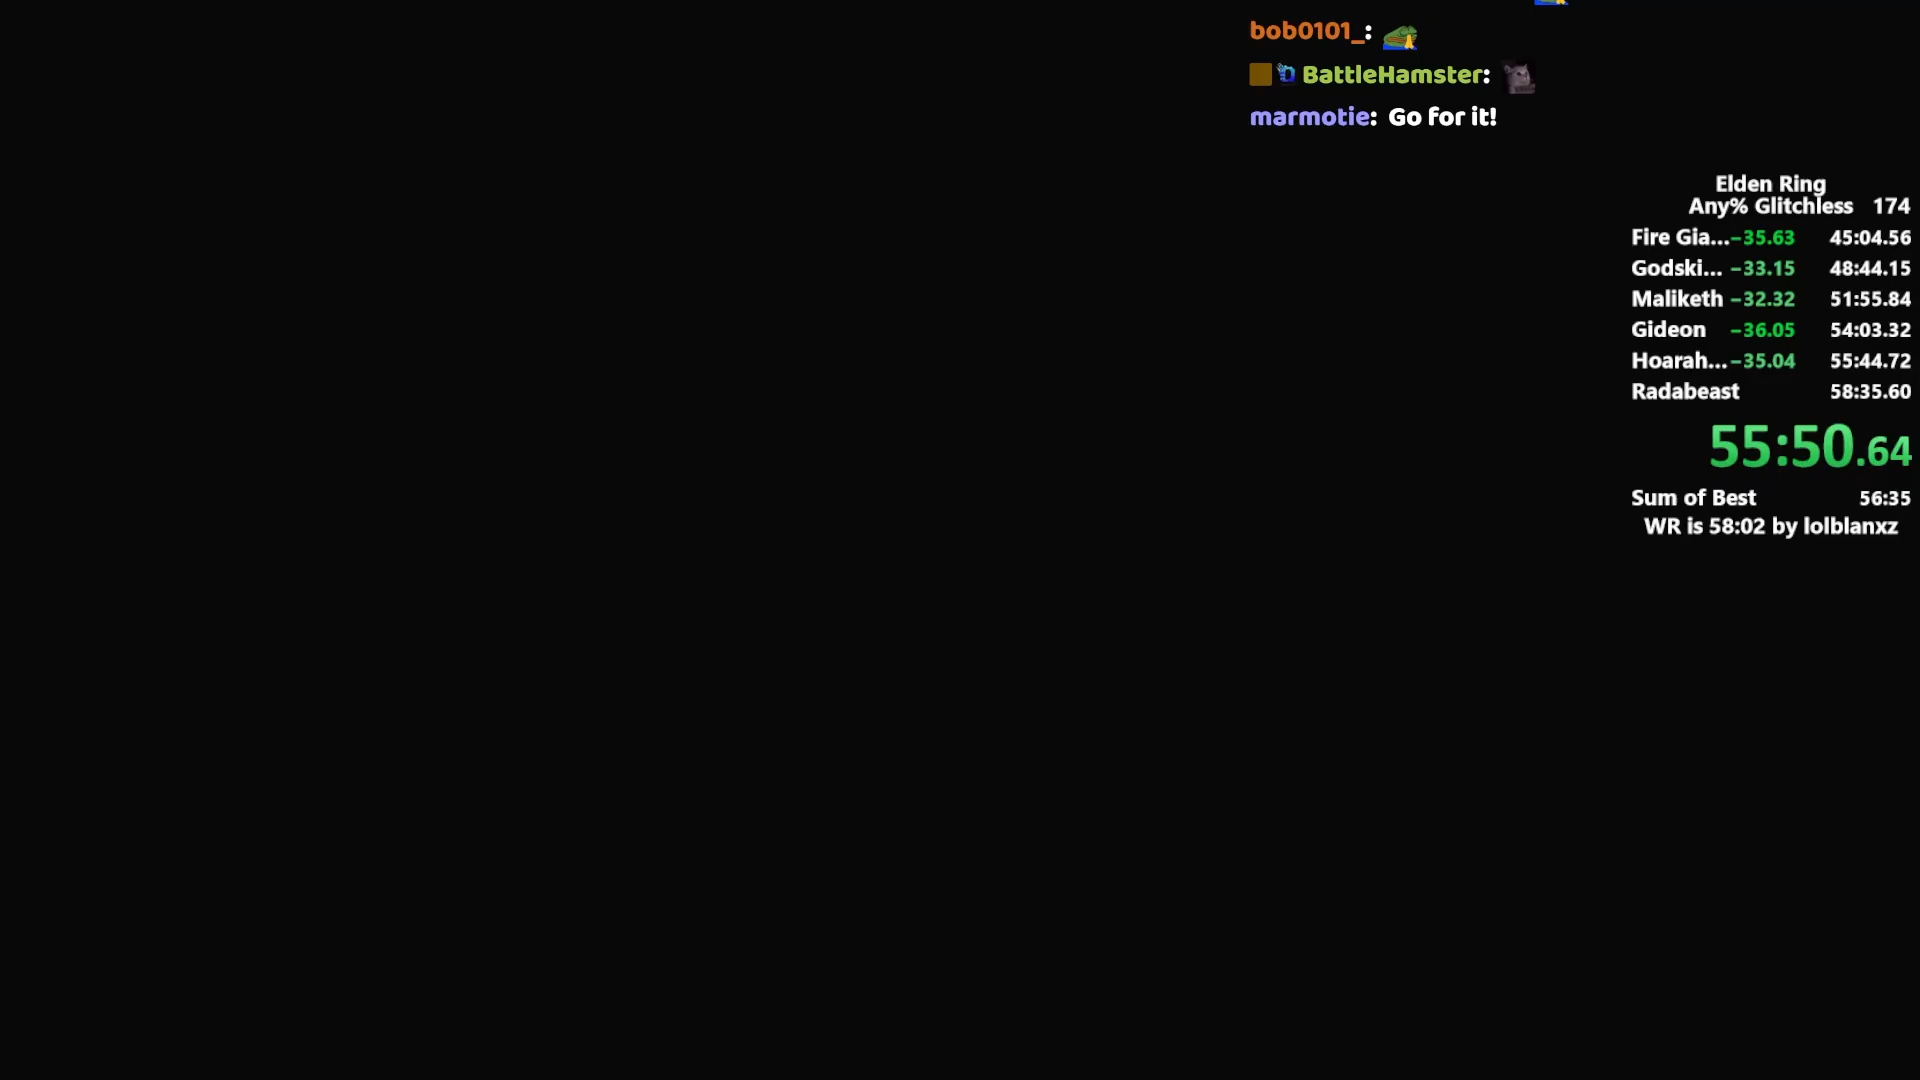 bob0101_:
BattleHamster:
marmotie: Go for it!
Elden Ring
Any% Glitchless 174
Fire Gia... −35.63 45:04.56
Godski... −33.15 48:44.15
Maliketh −32.32 51:55.84
Gideon −36.05 54:03.32
Hoarah... −35.04 55:44.72
Radabeast 58:35.60
55:50.64
Sum of Best 56:35
WR is 58:02 by lolblanxz